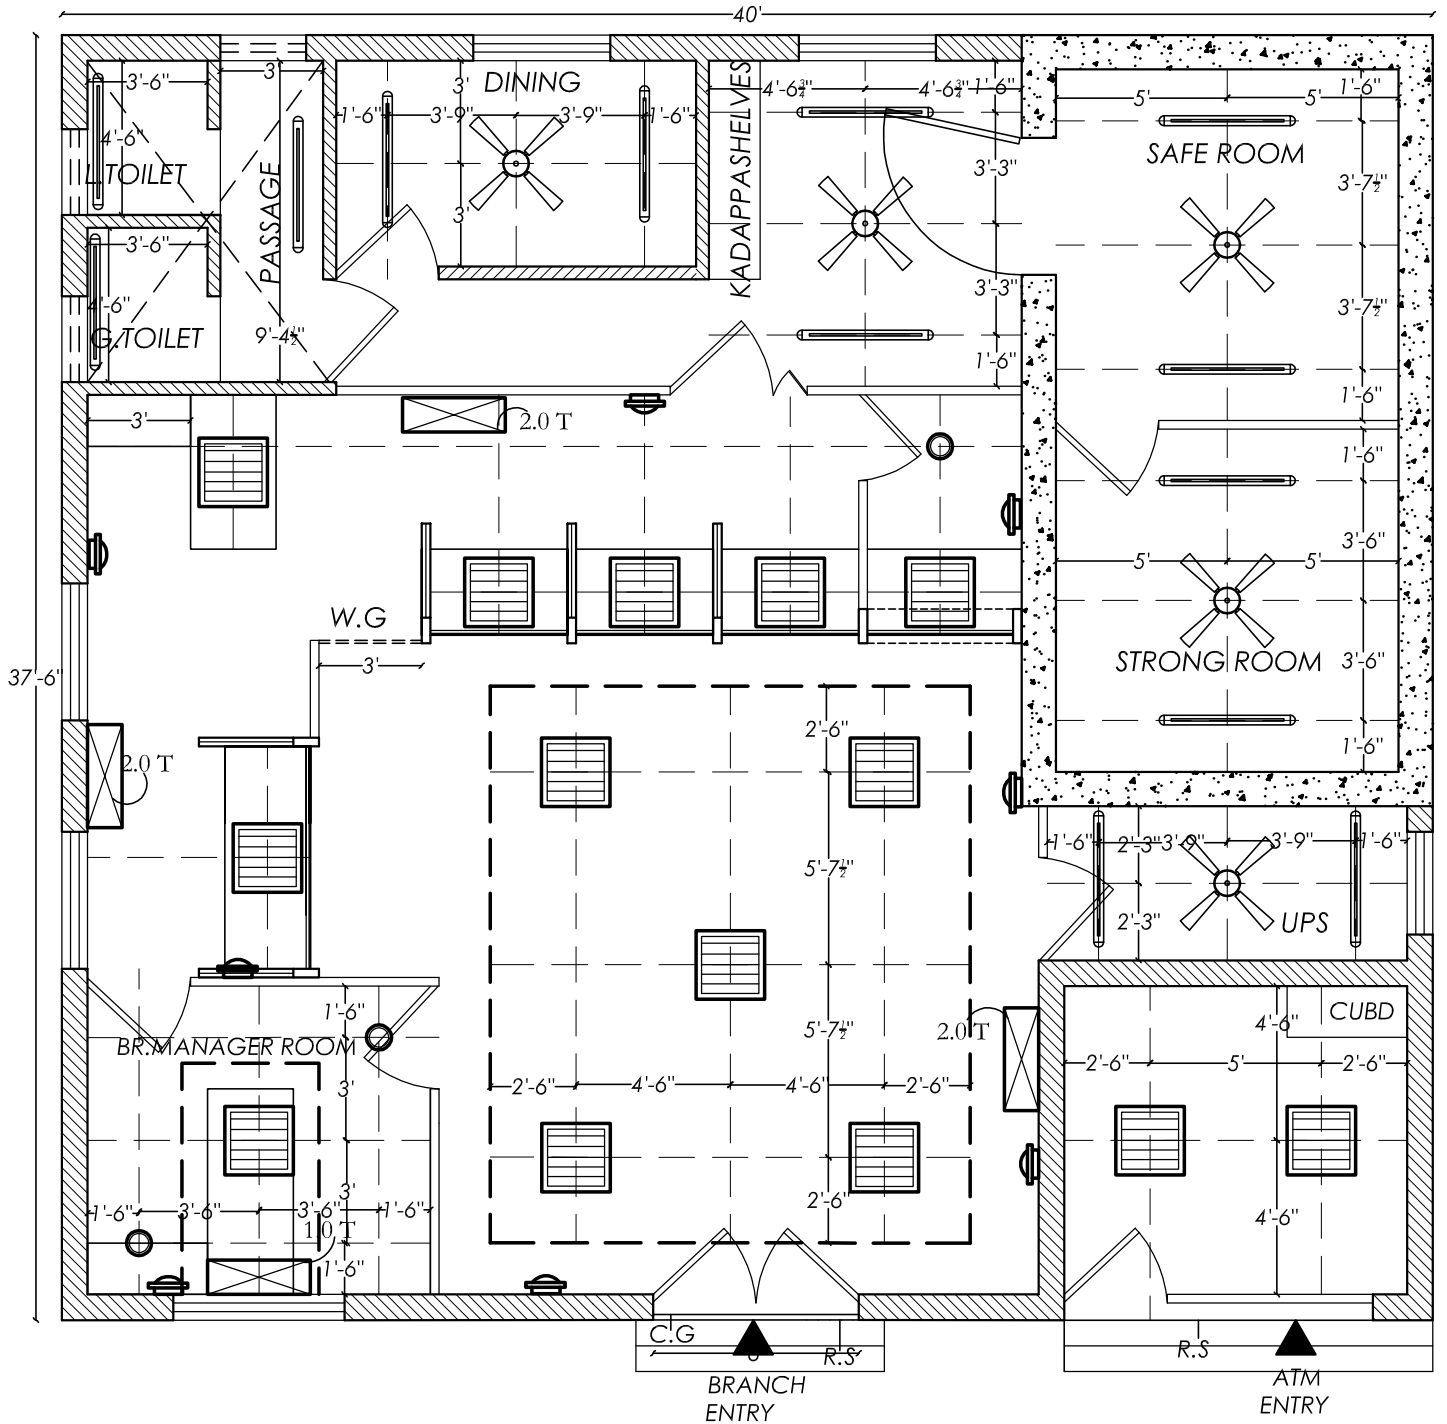 40'
3'-6"
3'
3'
DINING
4'-6¾"
4'-6¾"
1'-6"
1'-6"
5'
5'
1'-6"
3'-9"
3'-9"
1'-6"
4'-6"
SAFE ROOM
L.TOILET
PASSAGE
KADAPPASHELVES
3'-3"
3'-7½"
3'
3'-6"
3'-3"
3'-7½"
4'-6"
G.TOILET
9'-4½"
1'-6"
1'-6"
3'
2.0 T
1'-6"
3'-6"
5'
5'
W.G
3'
STRONG ROOM
3'-6"
37'-6"
2'-6"
1'-6"
2.0 T
1'-6"
2'-3"
3'-9"
3'-9"
1'-6"
5'-7½"
2'-3"
UPS
1'-6"
CUBD
4'-6"
BR.MANAGER ROOM
5'-7½"
2.0 T
2'-6"
5'
2'-6"
3'
2'-6"
4'-6"
4'-6"
2'-6"
3'
1'-6"
3'-6"
3'-6"
1'-6"
2'-6"
4'-6"
1.0 T
1'-6"
C.G
R.S
R.S
BRANCH
ENTRY
ATM
ENTRY